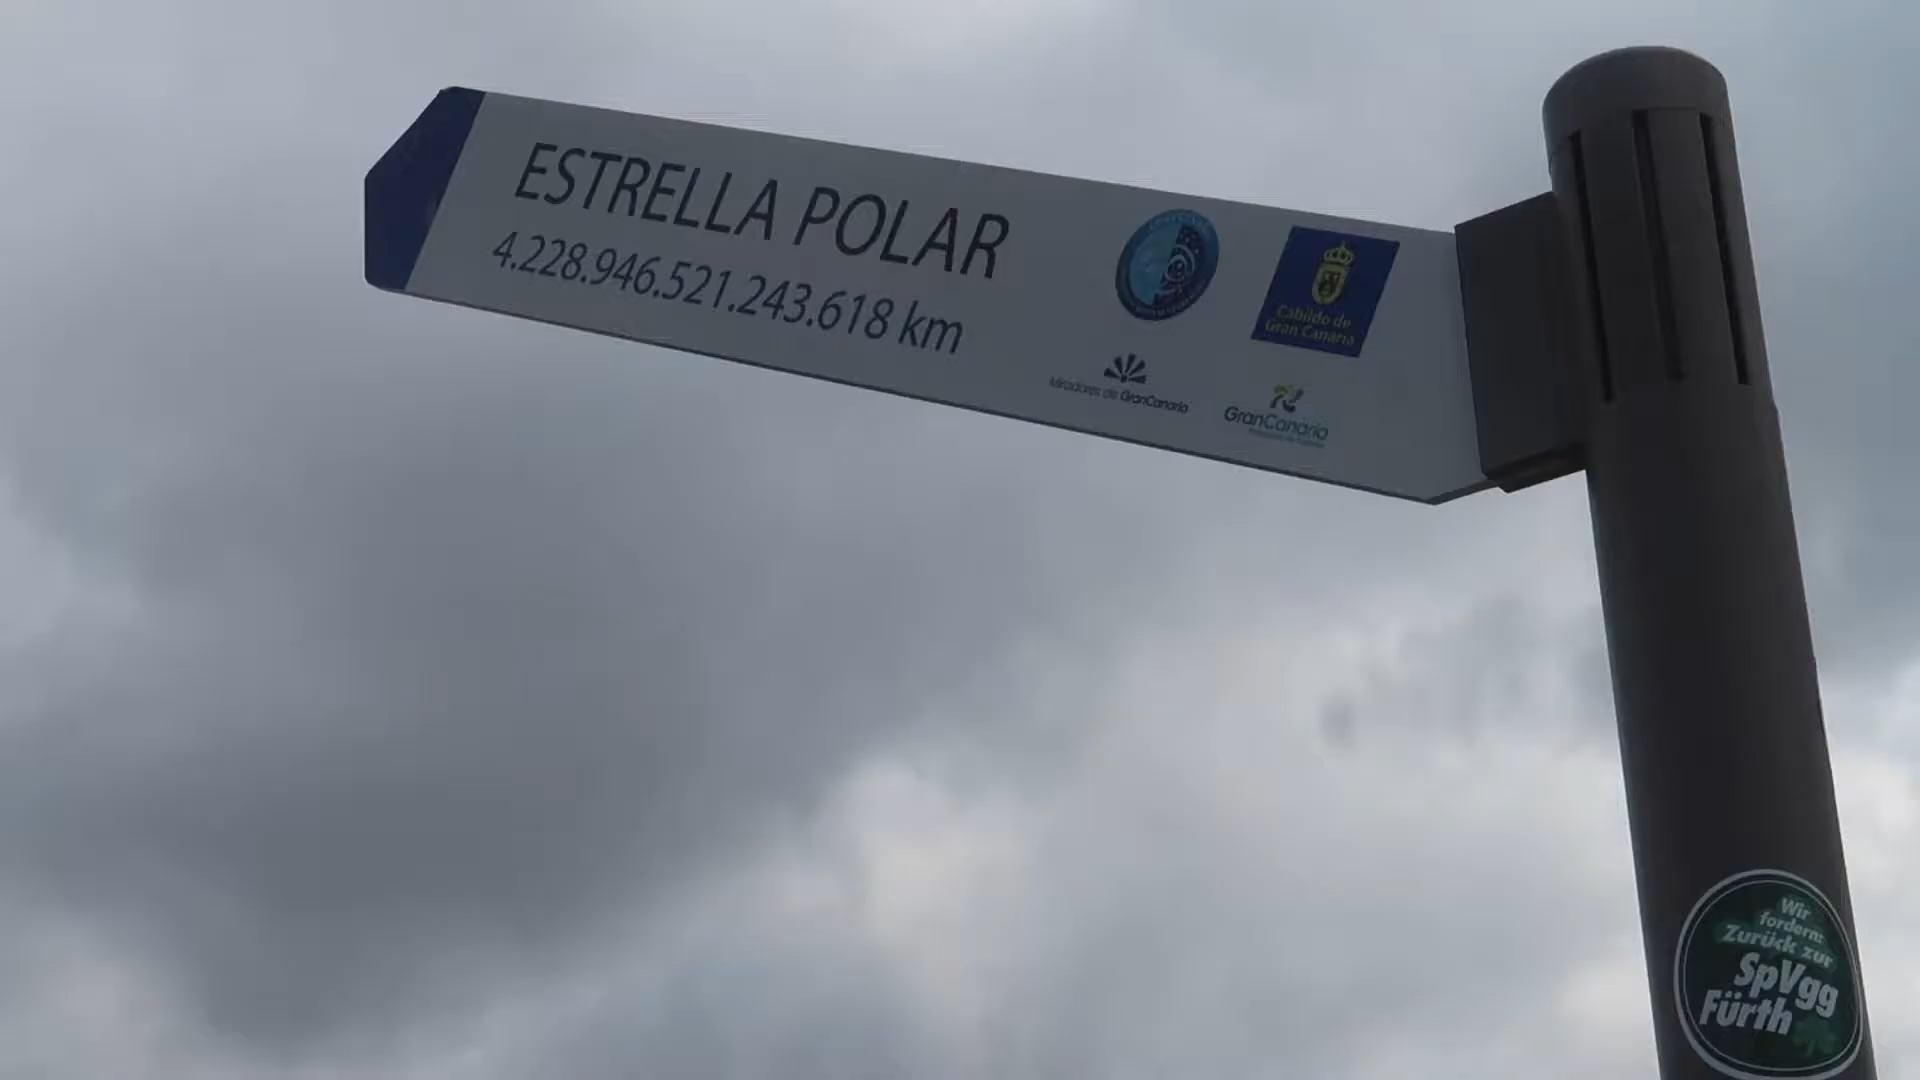 ESTRELLA POLAR
4.228.946.521.243.618 km
Cabildo de
Gran Canaria
Miradores de GranCanaria
GranCanaria
Wir
fordern:
Zurück zur
SpVgg
Fürth